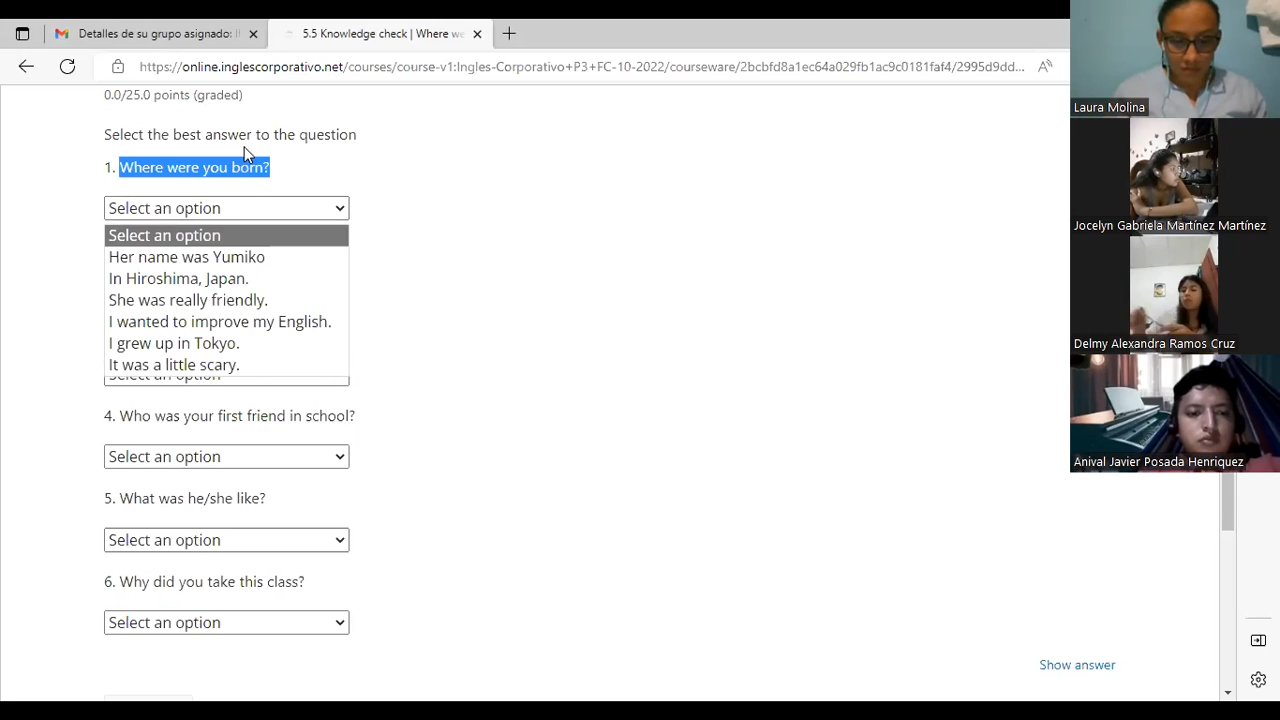 Detalles de su grupo asignado: I
5.5 Knowledge check | Where we
https://online.inglescorporativo.net/courses/course-v1:Ingles-Corporativo+P3+FC-10-2022/courseware/2bcbfd8a1ec64a029fb1ac9c0181faf4/2995d9dd...
0.0/25.0 points (graded)
Select the best answer to the question
1. Where were you born?
Select an option
Select an option
Her name was Yumiko
In Hiroshima, Japan.
She was really friendly.
I wanted to improve my English.
I grew up in Tokyo.
It was a little scary.
Select an option
4. Who was your first friend in school?
Select an option
5. What was he/she like?
Select an option
6. Why did you take this class?
Select an option
Show answer
Laura Molina
Jocelyn Gabriela Martínez Martínez
Delmy Alexandra Ramos Cruz
Anival Javier Posada Henriquez